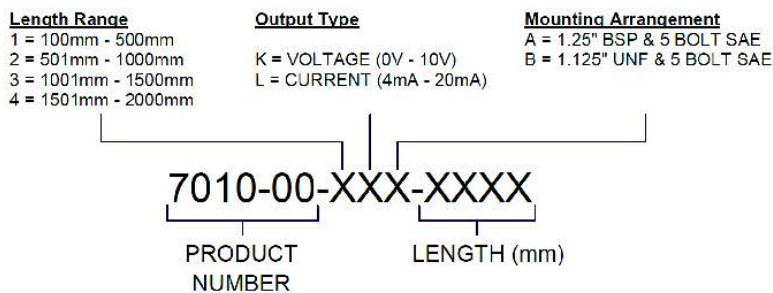 Length Range
1 = 100mm - 500mm
2 = 501mm - 1000mm
3 = 1001mm - 1500mm
4 = 1501mm - 2000mm
Output Type
K = VOLTAGE (0V - 10V)
L = CURRENT (4mA - 20mA)
Mounting Arrangement
A = 1.25" BSP & 5 BOLT SAE
B = 1.125" UNF & 5 BOLT SAE
7010-00-XXX-XXXX
PRODUCT
NUMBER
LENGTH (mm)